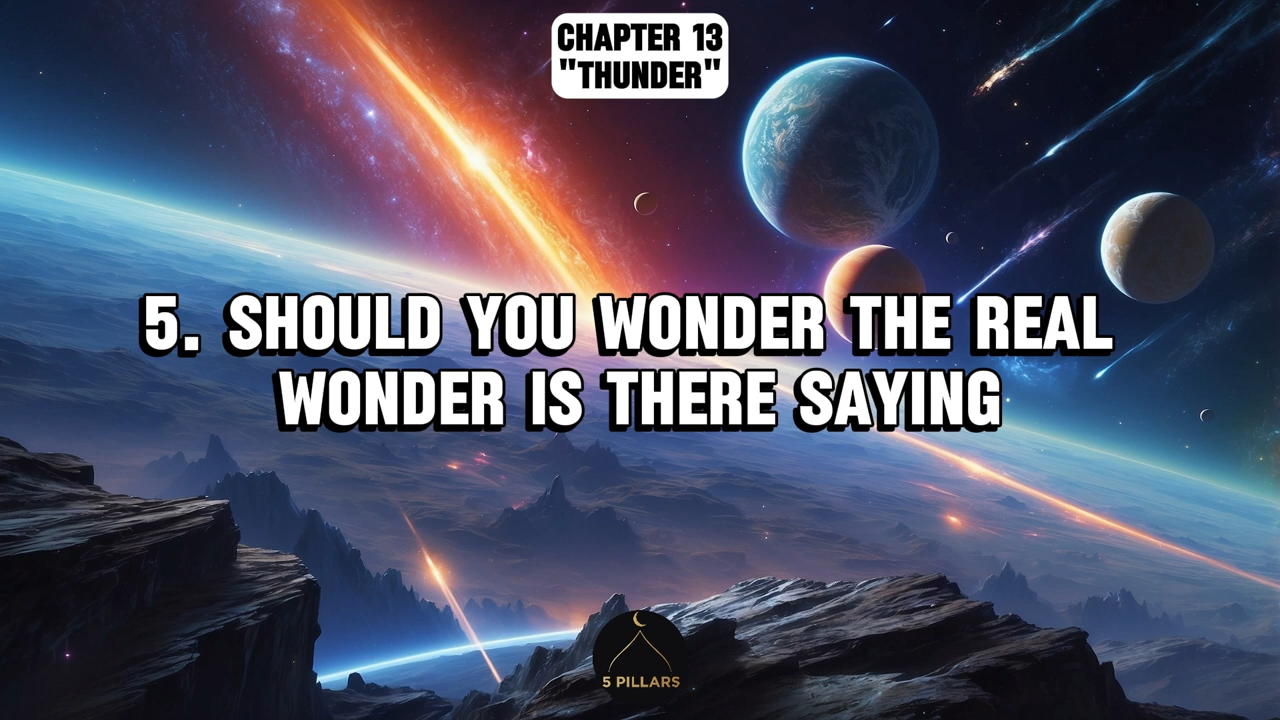 CHAPTER 13
"THUNDER"
5. SHOULD YOU WONDER THE REAL
WONDER IS THERE SAYING
5 PILLARS